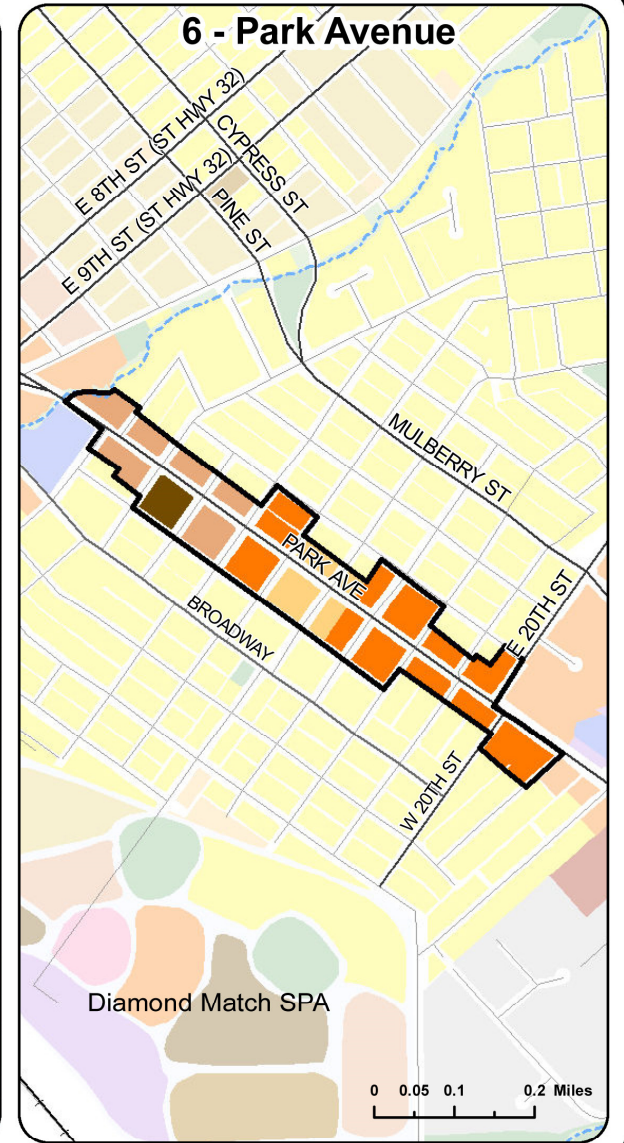 6 - Park Avenue
E 8TH ST (ST HWY 32)
CYPRESS ST
E 9TH ST (ST HWY 32)
PINE ST
MULBERRY ST
PARK AVE
E 20TH ST
BROADWAY
W 20TH ST
Diamond Match SPA
0 0.05 0.1 0.2 Miles